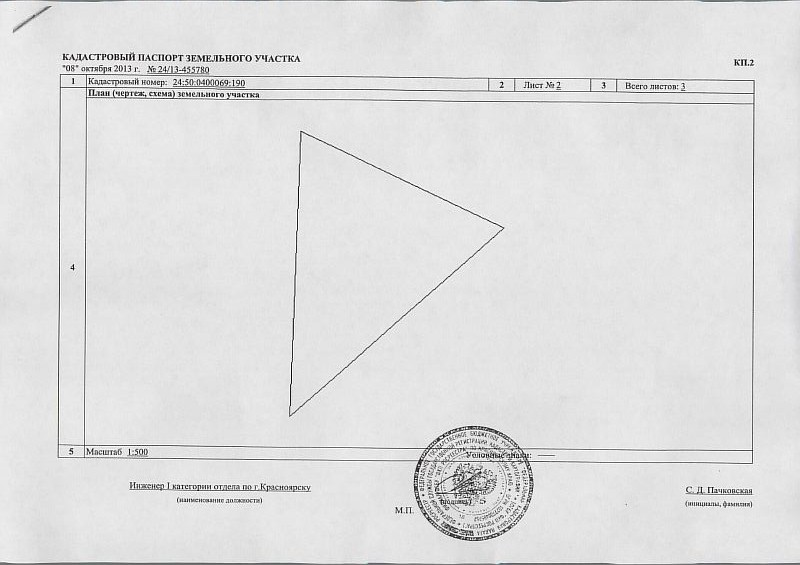 КАДАСТРОВЫЙ ПАСПОРТ ЗЕМЕЛЬНОГО УЧАСТКА
"08" октября 2013 г. № 24/13-455780
КП.2
1 Кадастровый номер: 24:50:0400069:190 2 Лист № 2 3 Всего листов: 3
План (чертеж, схема) земельного участка
4
5 Масштаб 1:500 Условные знаки:
Инженер I категории отдела по г.Красноярску
(наименование должности)
М.П.
С. Д. Пачковская
(инициалы, фамилия)